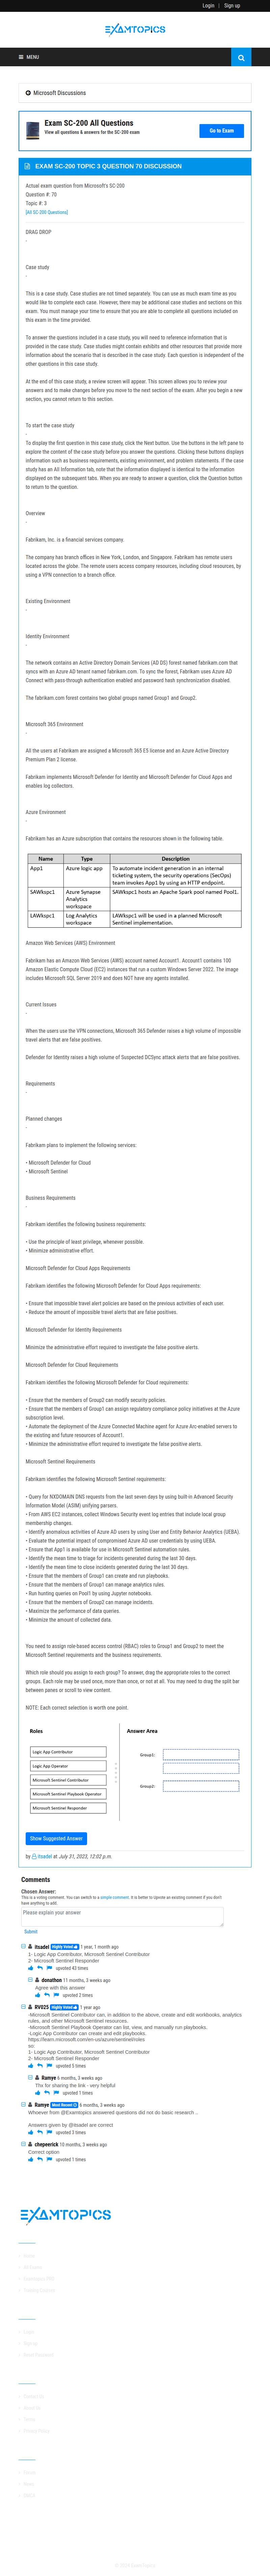 Login | Sign up
EXAMTOPICS
MENU
Microsoft Discussions
Exam SC-200 All Questions
View all questions & answers for the SC-200 exam
Go to Exam
EXAM SC-200 TOPIC 3 QUESTION 70 DISCUSSION
Actual exam question from Microsoft's SC-200
Question #: 70
Topic #: 3
[All SC-200 Questions]
DRAG DROP
-
Case study
-
This is a case study. Case studies are not timed separately. You can use as much exam time as you
would like to complete each case. However, there may be additional case studies and sections on this
exam. You must manage your time to ensure that you are able to complete all questions included on
this exam in the time provided.
To answer the questions included in a case study, you will need to reference information that is
provided in the case study. Case studies might contain exhibits and other resources that provide more
information about the scenario that is described in the case study. Each question is independent of the
other questions in this case study.
At the end of this case study, a review screen will appear. This screen allows you to review your
answers and to make changes before you move to the next section of the exam. After you begin a new
section, you cannot return to this section.
To start the case study
-
To display the first question in this case study, click the Next button. Use the buttons in the left pane to
explore the content of the case study before you answer the questions. Clicking these buttons displays
information such as business requirements, existing environment, and problem statements. If the case
study has an All Information tab, note that the information displayed is identical to the information
displayed on the subsequent tabs. When you are ready to answer a question, click the Question button
to return to the question.
Overview
-
Fabrikam, Inc. is a financial services company.
The company has branch offices in New York, London, and Singapore. Fabrikam has remote users
located across the globe. The remote users access company resources, including cloud resources, by
using a VPN connection to a branch office.
Existing Environment
-
Identity Environment
-
The network contains an Active Directory Domain Services (AD DS) forest named fabrikam.com that
syncs with an Azure AD tenant named fabrikam.com. To sync the forest, Fabrikam uses Azure AD
Connect with pass-through authentication enabled and password hash synchronization disabled.
The fabrikam.com forest contains two global groups named Group1 and Group2.
Microsoft 365 Environment
-
All the users at Fabrikam are assigned a Microsoft 365 E5 license and an Azure Active Directory
Premium Plan 2 license.
Fabrikam implements Microsoft Defender for Identity and Microsoft Defender for Cloud Apps and
enables log collectors.
Azure Environment
-
Fabrikam has an Azure subscription that contains the resources shown in the following table.
Name Type Description
App1 Azure logic app To automate incident generation in an internal
ticketing system, the security operations (SecOps)
team invokes App1 by using an HTTP endpoint.
SAWkspc1 Azure Synapse Analytics workspace SAWkspc1 hosts an Apache Spark pool named Pool1.
LAWkspc1 Log Analytics workspace LAWkspc1 will be used in a planned Microsoft
Sentinel implementation.
Amazon Web Services (AWS) Environment
Fabrikam has an Amazon Web Services (AWS) account named Account1. Account1 contains 100
Amazon Elastic Compute Cloud (EC2) instances that run a custom Windows Server 2022. The image
includes Microsoft SQL Server 2019 and does NOT have any agents installed.
Current Issues
-
When the users use the VPN connections, Microsoft 365 Defender raises a high volume of impossible
travel alerts that are false positives.
Defender for Identity raises a high volume of Suspected DCSync attack alerts that are false positives.
Requirements
-
Planned changes
-
Fabrikam plans to implement the following services:
• Microsoft Defender for Cloud
• Microsoft Sentinel
Business Requirements
-
Fabrikam identifies the following business requirements:
• Use the principle of least privilege, whenever possible.
• Minimize administrative effort.
Microsoft Defender for Cloud Apps Requirements
Fabrikam identifies the following Microsoft Defender for Cloud Apps requirements:
• Ensure that impossible travel alert policies are based on the previous activities of each user.
• Reduce the amount of impossible travel alerts that are false positives.
Microsoft Defender for Identity Requirements
Minimize the administrative effort required to investigate the false positive alerts.
Microsoft Defender for Cloud Requirements
Fabrikam identifies the following Microsoft Defender for Cloud requirements:
• Ensure that the members of Group2 can modify security policies.
• Ensure that the members of Group1 can assign regulatory compliance policy initiatives at the Azure
subscription level.
• Automate the deployment of the Azure Connected Machine agent for Azure Arc-enabled servers to
the existing and future resources of Account1.
• Minimize the administrative effort required to investigate the false positive alerts.
Microsoft Sentinel Requirements
Fabrikam identifies the following Microsoft Sentinel requirements:
• Query for NXDOMAIN DNS requests from the last seven days by using built-in Advanced Security
Information Model (ASIM) unifying parsers.
• From AWS EC2 instances, collect Windows Security event log entries that include local group
membership changes.
• Identify anomalous activities of Azure AD users by using User and Entity Behavior Analytics (UEBA).
• Evaluate the potential impact of compromised Azure AD user credentials by using UEBA.
• Ensure that App1 is available for use in Microsoft Sentinel automation rules.
• Identify the mean time to triage for incidents generated during the last 30 days.
• Identify the mean time to close incidents generated during the last 30 days.
• Ensure that the members of Group1 can create and run playbooks.
• Ensure that the members of Group1 can manage analytics rules.
• Run hunting queries on Pool1 by using Jupyter notebooks.
• Ensure that the members of Group2 can manage incidents.
• Maximize the performance of data queries.
• Minimize the amount of collected data.
You need to assign role-based access control (RBAC) roles to Group1 and Group2 to meet the
Microsoft Sentinel requirements and the business requirements.
Which role should you assign to each group? To answer, drag the appropriate roles to the correct
groups. Each role may be used once, more than once, or not at all. You may need to drag the split bar
between panes or scroll to view content.
NOTE: Each correct selection is worth one point.
Roles
Answer Area
Logic App Contributor
Logic App Operator
Microsoft Sentinel Contributor
Microsoft Sentinel Playbook Operator
Microsoft Sentinel Responder
Group1:
Group2:
Show Suggested Answer
by itsadel at July 31, 2023, 12:02 p.m.
Comments
Chosen Answer:
This is a voting comment. You can switch to a simple comment. It is better to Upvote an existing comment if you don't
have anything to add.
Please explain your answer
Submit
itsadel Highly Voted 1 year, 1 month ago
1- Logic App Contributor, Microsoft Sentinel Contributor
2- Microsoft Sentinel Responder
upvoted 43 times
donathon 11 months, 3 weeks ago
Agree with this answer
upvoted 2 times
RV025 Highly Voted 1 year ago
-Microsoft Sentinel Contributor can, in addition to the above, create and edit workbooks, analytics
rules, and other Microsoft Sentinel resources.
-Microsoft Sentinel Playbook Operator can list, view, and manually run playbooks.
-Logic App Contributor can create and edit playbooks
https://learn.microsoft.com/en-us/azure/sentinel/roles
so:
1- Logic App Contributor, Microsoft Sentinel Contributor
2- Microsoft Sentinel Responder
upvoted 5 times
Ramye 6 months, 3 weeks ago
Thx for sharing the link - very helpful
upvoted 1 times
Ramye Most Recent 6 months, 3 weeks ago
Whoever from @Examtopics answered questions did not do basic research ..
Answers given by @itsadel are correct
upvoted 3 times
chepeerick 10 months, 3 weeks ago
Correct option
upvoted 1 times
EXAMTOPICS